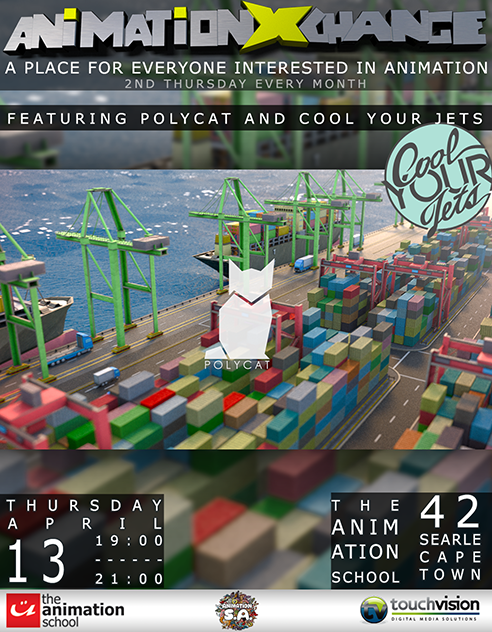 ANiMATiON XCHANGE
A PLACE FOR EVERYONE INTERESTED IN ANIMATION
2ND THURSDAY EVERY MONTH
FEATURING POLYCAT AND COOL YOUR JETS
Cool
YOUR
Jets
POLYCAT
THURSDAY
APRIL
13
19:00
------
21:00
THE
ANIM
ATION
SCHOOL
42
SEARLE
CAPE
TOWN
the
animation
school
ANIMATION
S.A
touchvision
DIGITAL MEDIA SOLUTIONS